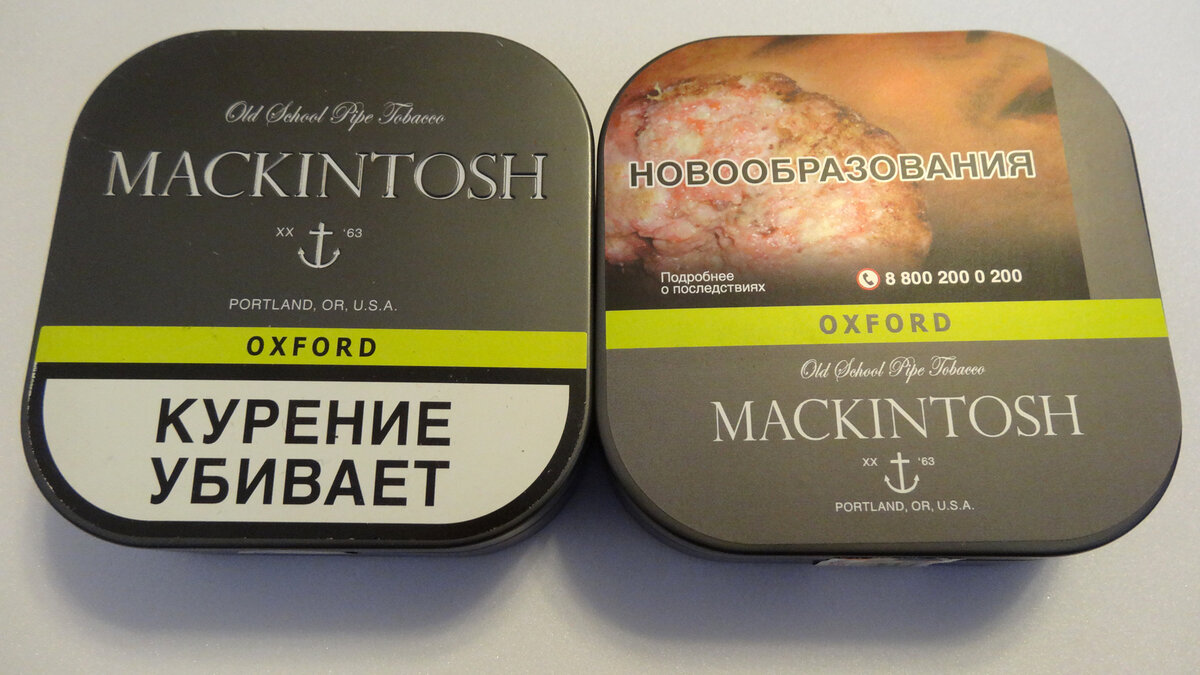 Old School Pipe Tobacco
MACKINTOSH
XX '63
PORTLAND, OR, U.S.A.
OXFORD
КУРЕНИЕ
УБИВАЕТ
НОВООБРАЗОВАНИЯ
Подробнее
о последствиях
8 800 200 0 200
OXFORD
Old School Pipe Tobacco
MACKINTOSH
XX '63
PORTLAND, OR, U.S.A.